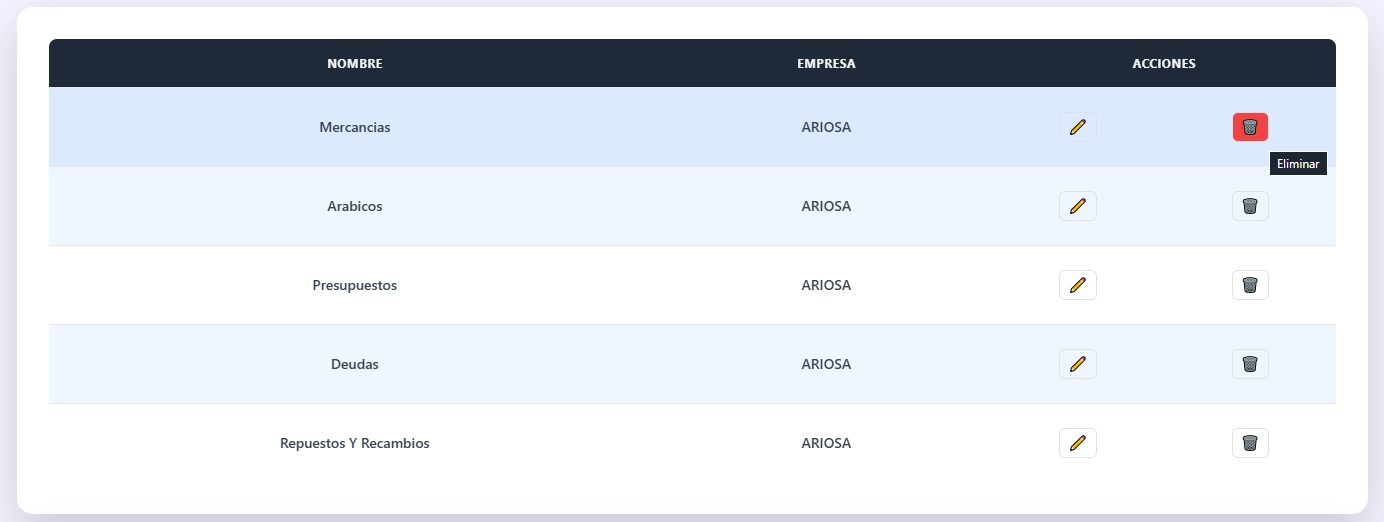 NOMBRE EMPRESA ACCIONES
Mercancias ARIOSA
Eliminar
Arabicos ARIOSA
Presupuestos ARIOSA
Deudas ARIOSA
Repuestos Y Recambios ARIOSA